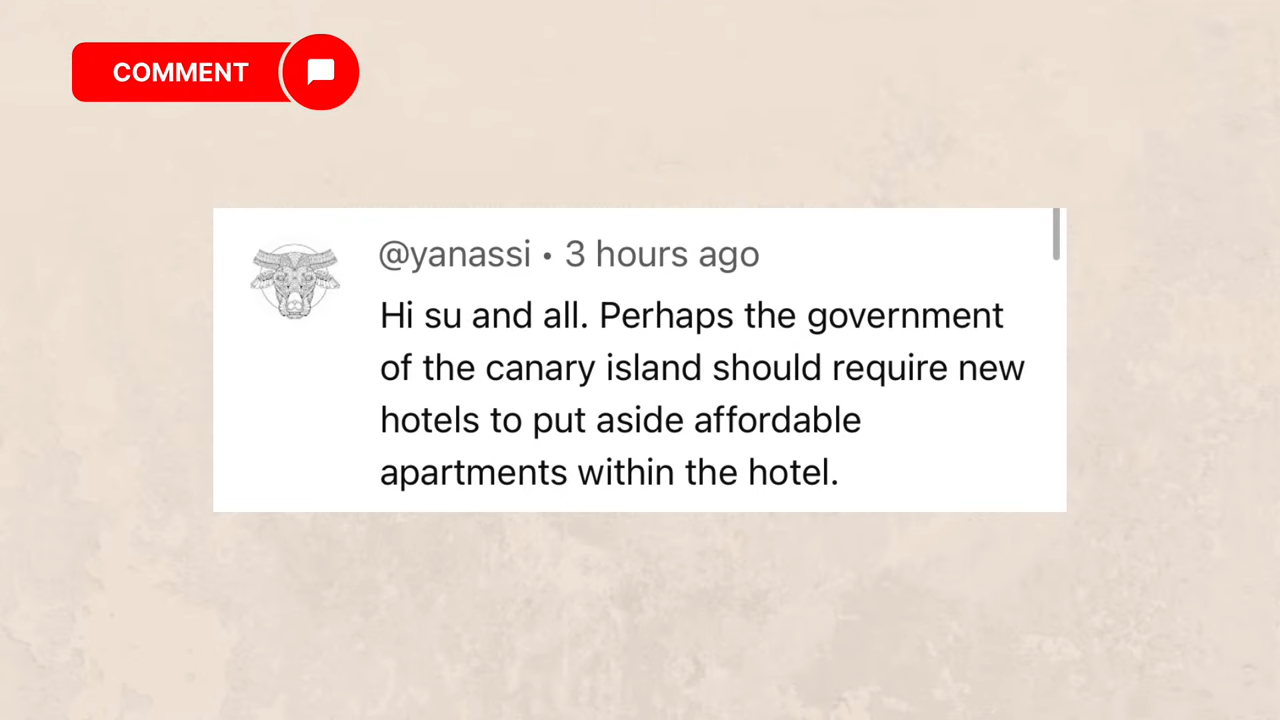 COMMENT
@yanassi • 3 hours ago
Hi su and all. Perhaps the government
of the canary island should require new
hotels to put aside affordable
apartments within the hotel.